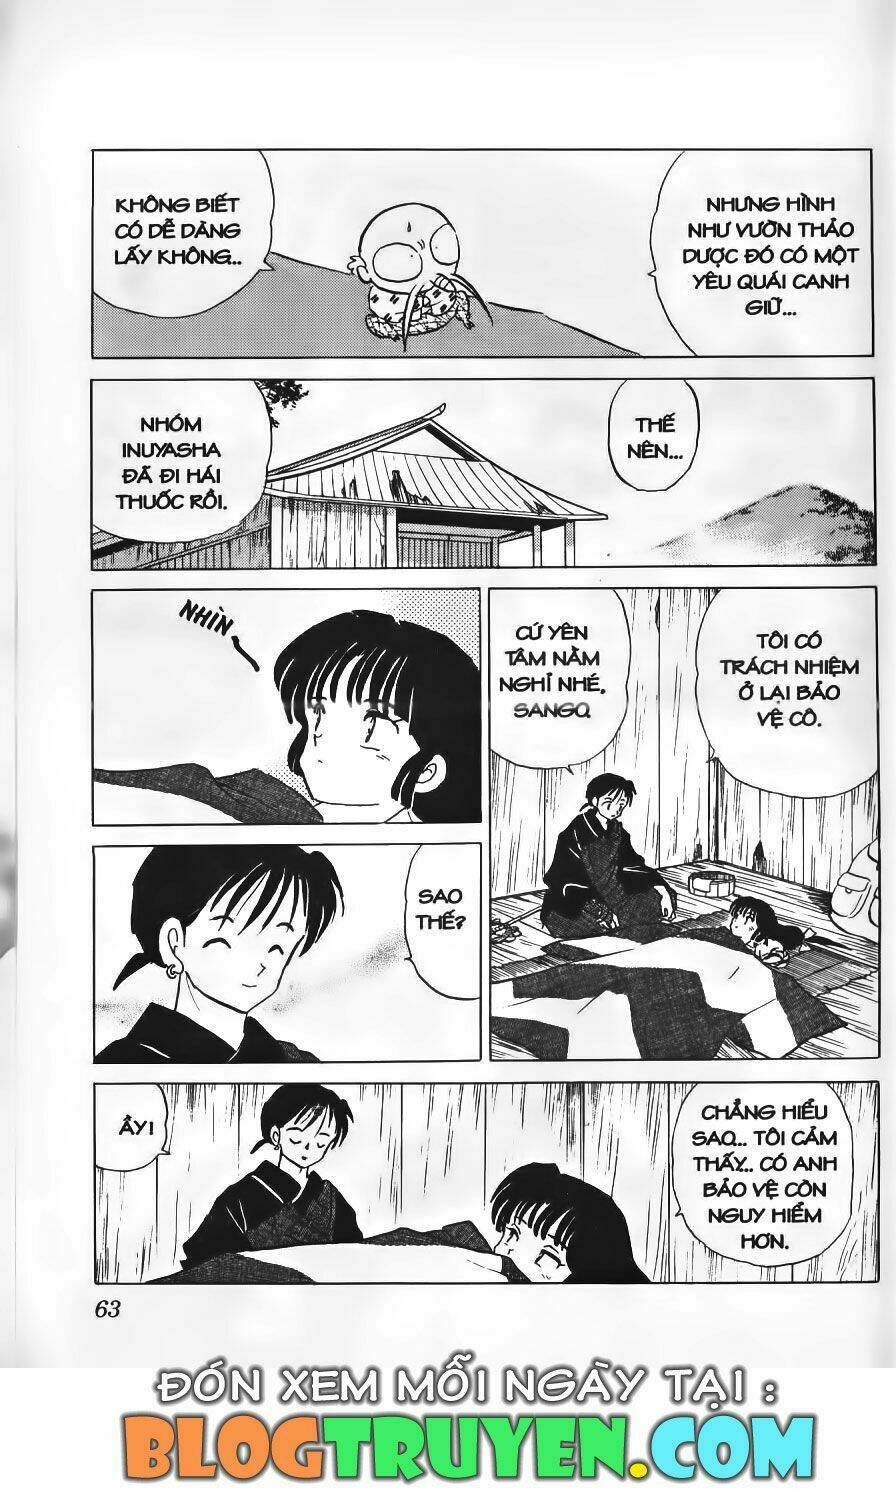 NHƯNG HÌNH
NHƯ VƯỜN THẢO
DƯỢC ĐÓ CÓ MỘT
YÊU QUÁI CANH
GIỮ...
KHÔNG BIẾT
CÓ DỄ DÀNG
LẤY KHÔNG...
THẾ
NÊN...
NHÓM
INUYASHA
ĐÃ ĐI HÁI
THUỐC RỒI.
TÔI CÓ
TRÁCH NHIỆM
Ở LẠI BẢO
VỆ CÔ.
CỨ YÊN
TÂM NẰM
NGHỈ NHÉ,
SANGO.
NHÌN
SAO
THẾ?
CHẲNG HIỂU
SAO... TÔI CẢM
THẤY... CÓ ANH
BẢO VỆ CÒN
NGUY HIỂM
HƠN.
ẦY!
63
ĐÓN XEM MỖI NGÀY TẠI :
BLOGTRUYEN.COM